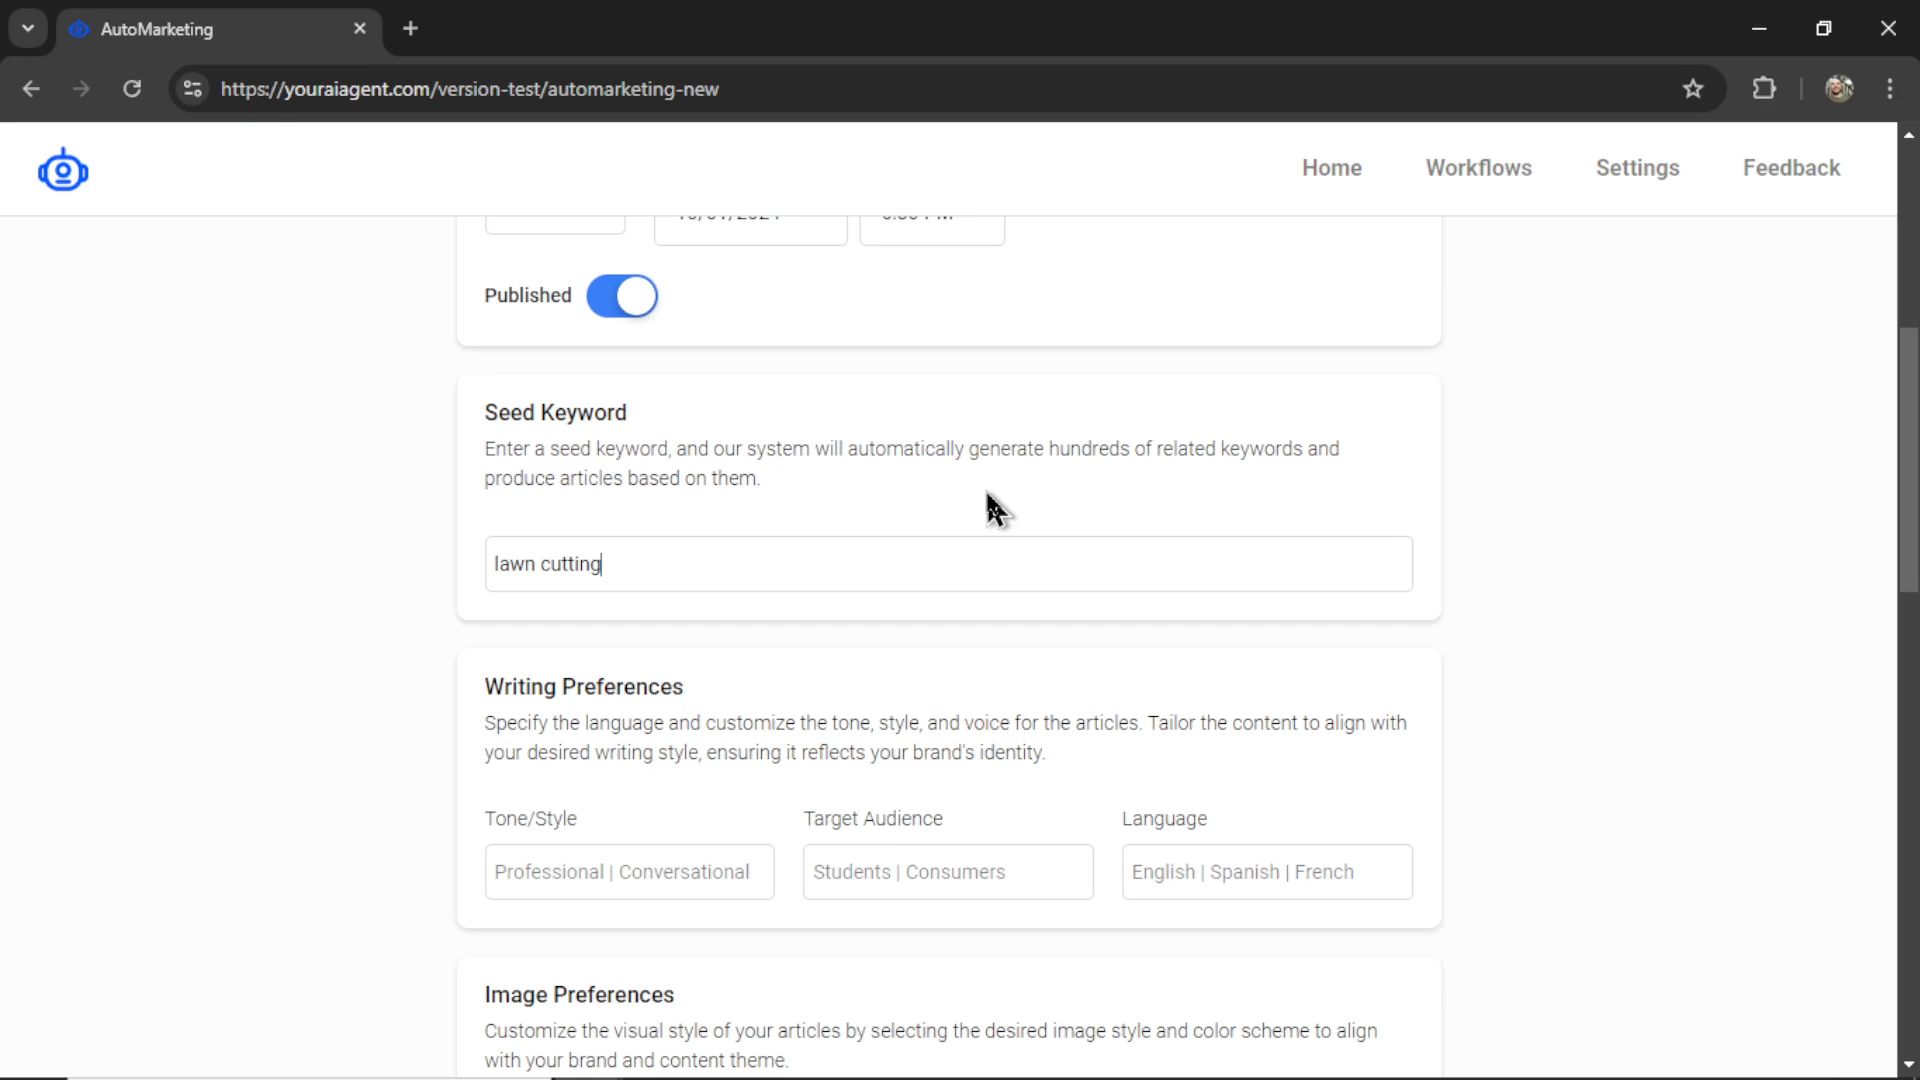 AutoMarketing
https://youraiagent.com/version-test/automarketing-new
Home Workflows Settings Feedback
Published
Seed Keyword
Enter a seed keyword, and our system will automatically generate hundreds of related keywords and
produce articles based on them.
lawn cutting
Writing Preferences
Specify the language and customize the tone, style, and voice for the articles. Tailor the content to align with
your desired writing style, ensuring it reflects your brand's identity.
Tone/Style Target Audience Language
Professional | Conversational Students | Consumers English | Spanish | French
Image Preferences
Customize the visual style of your articles by selecting the desired image style and color scheme to align
with your brand and content theme.